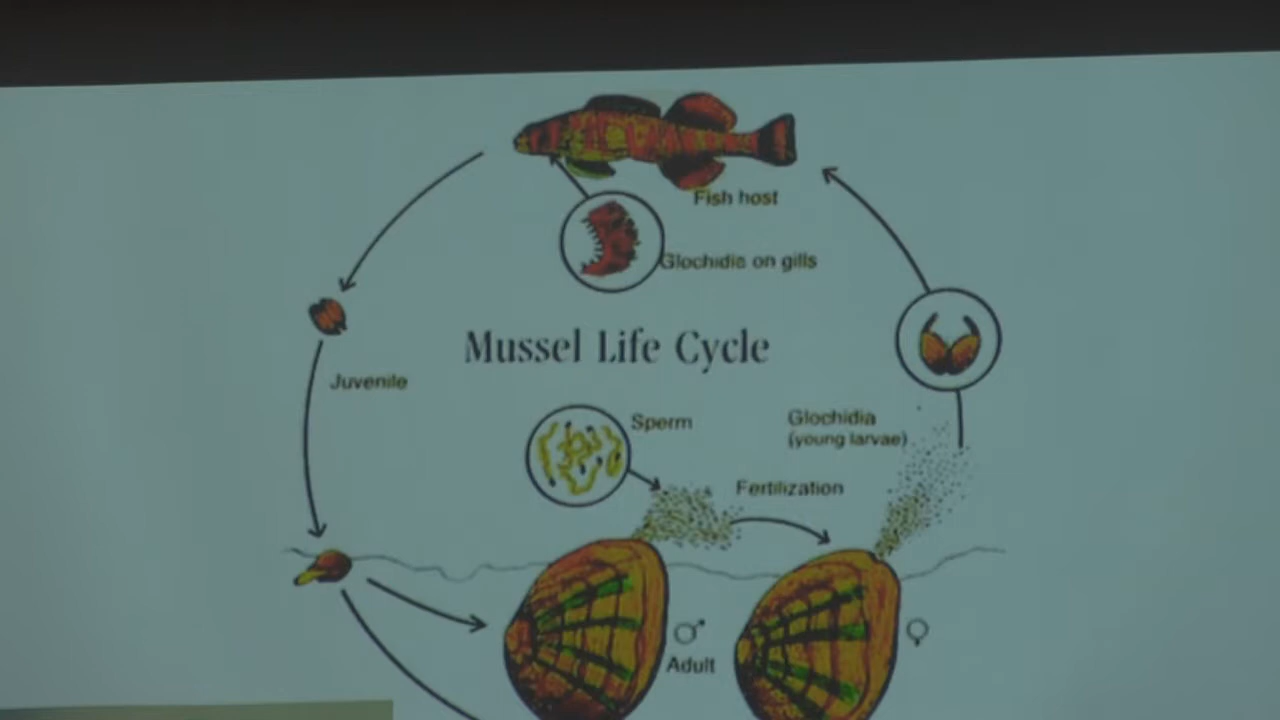 Fish host
Glochidia on gills
Mussel Life Cycle
Juvenile
Sperm
Glochidia
(young larvae)
Fertilization
♂
Adult
♀